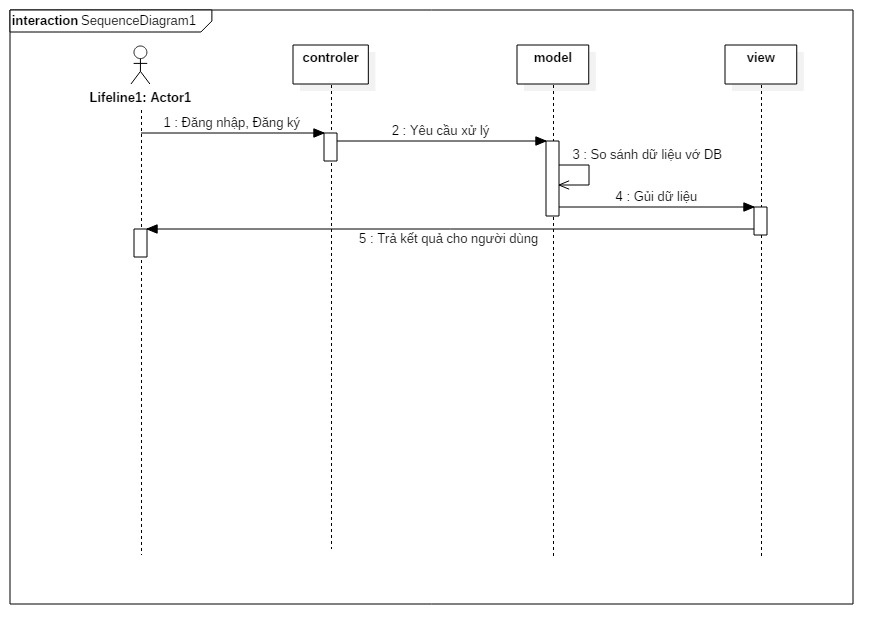 interaction SequenceDiagram1
controler
model
view
Lifeline1: Actor1
1 : Đăng nhập, Đăng ký
2 : Yêu cầu xử lý
3 : So sánh dữ liệu vớ DB
4 : Gủi dữ liệu
5 : Trả kết quả cho người dùng